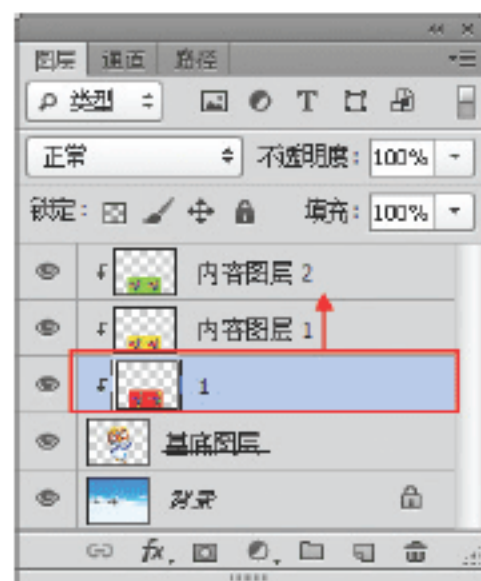 图层 通道 路径
类型
正常 不透明度: 100%
锁定: 填充: 100%
内容图层 2
内容图层 1
1
基底图层
背景
fx